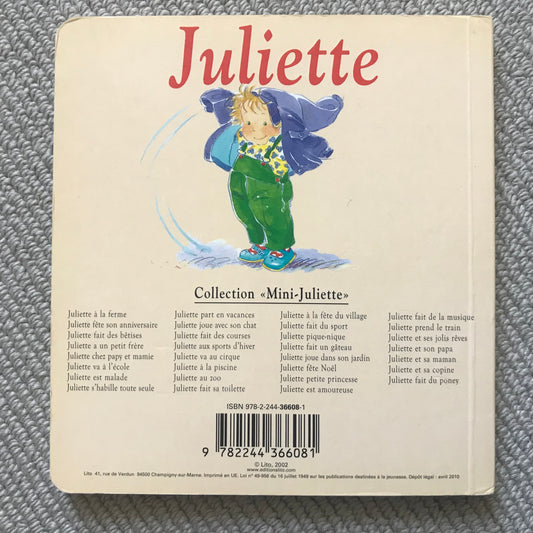 Juliette
Collection «Mini-Juliette»
Juliette à la ferme
Juliette fête son anniversaire
Juliette fait des bêtises
Juliette a un petit frère
Juliette chez papy et mamie
Juliette va à l'école
Juliette est malade
Juliette s'habille toute seule
Juliette part en vacances
Juliette joue avec son chat
Juliette fait des courses
Juliette aux sports d'hiver
Juliette va au cirque
Juliette à la piscine
Juliette au zoo
Juliette fait sa toilette
Juliette à la fête du village
Juliette fait du sport
Juliette pique-nique
Juliette fait un gâteau
Juliette joue dans son jardin
Juliette fête Noël
Juliette petite princesse
Juliette est amoureuse
Juliette fait de la musique
Juliette prend le train
Juliette et ses jolis rêves
Juliette et son papa
Juliette et sa maman
Juliette et sa copine
Juliette fait du poney
ISBN 978-2-244-36608-1
9 782244 366081
© Lito, 2002
www.editionslito.com
Lito. 41, rue de Verdun. 94500 Champigny-sur-Marne. Imprimé en UE. Loi n° 49-956 du 16 juillet 1949 sur les publications destinées à la jeunesse. Dépôt légal : avril 2010